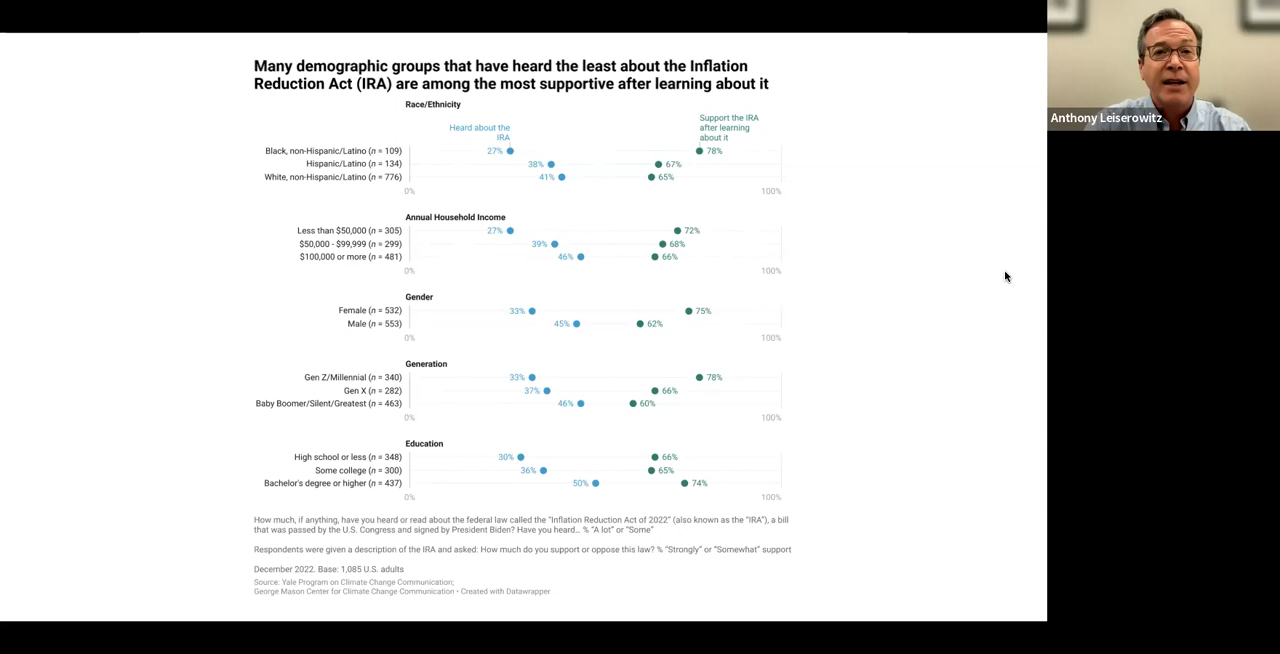 Many demographic groups that have heard the least about the Inflation
Reduction Act (IRA) are among the most supportive after learning about it
Race/Ethnicity
Heard about the
IRA
Support the IRA
after learning
about it
Black, non-Hispanic/Latino (n = 109) 27% 78%
Hispanic/Latino (n = 134) 38% 67%
White, non-Hispanic/Latino (n = 776) 41% 65%
0% 100%
Annual Household Income
Less than $50,000 (n = 305) 27% 72%
$50,000 - $99,999 (n = 299) 39% 68%
$100,000 or more (n = 481) 46% 66%
0% 100%
Gender
Female (n = 532) 33% 75%
Male (n = 553) 45% 62%
0% 100%
Generation
Gen Z/Millennial (n = 340) 33% 78%
Gen X (n = 282) 37% 66%
Baby Boomer/Silent/Greatest (n = 463) 46% 60%
0% 100%
Education
High school or less (n = 348) 30% 66%
Some college (n = 300) 36% 65%
Bachelor's degree or higher (n = 437) 50% 74%
0% 100%
How much, if anything, have you heard or read about the federal law called the “Inflation Reduction Act of 2022” (also known as the “IRA”), a bill
that was passed by the U.S. Congress and signed by President Biden? Have you heard... % “A lot” or “Some”
Respondents were given a description of the IRA and asked: How much do you support or oppose this law? % “Strongly” or “Somewhat” support
December 2022. Base: 1,085 U.S. adults
Source: Yale Program on Climate Change Communication;
George Mason Center for Climate Change Communication • Created with Datawrapper
Anthony Leiserowitz